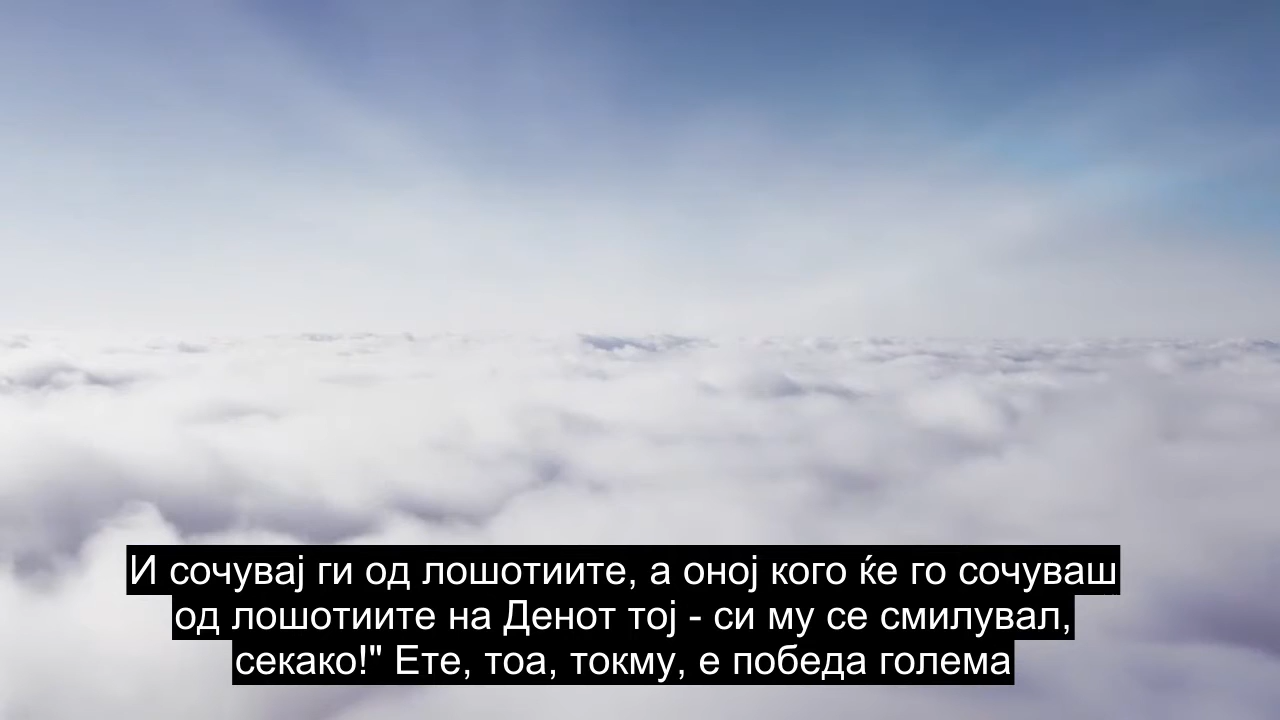 И сочувај ги од лошотиите, а оној кого ќе го сочуваш
од лошотиите на Денот тој - си му се смилувал,
секако!" Ете, тоа, токму, е победа голема